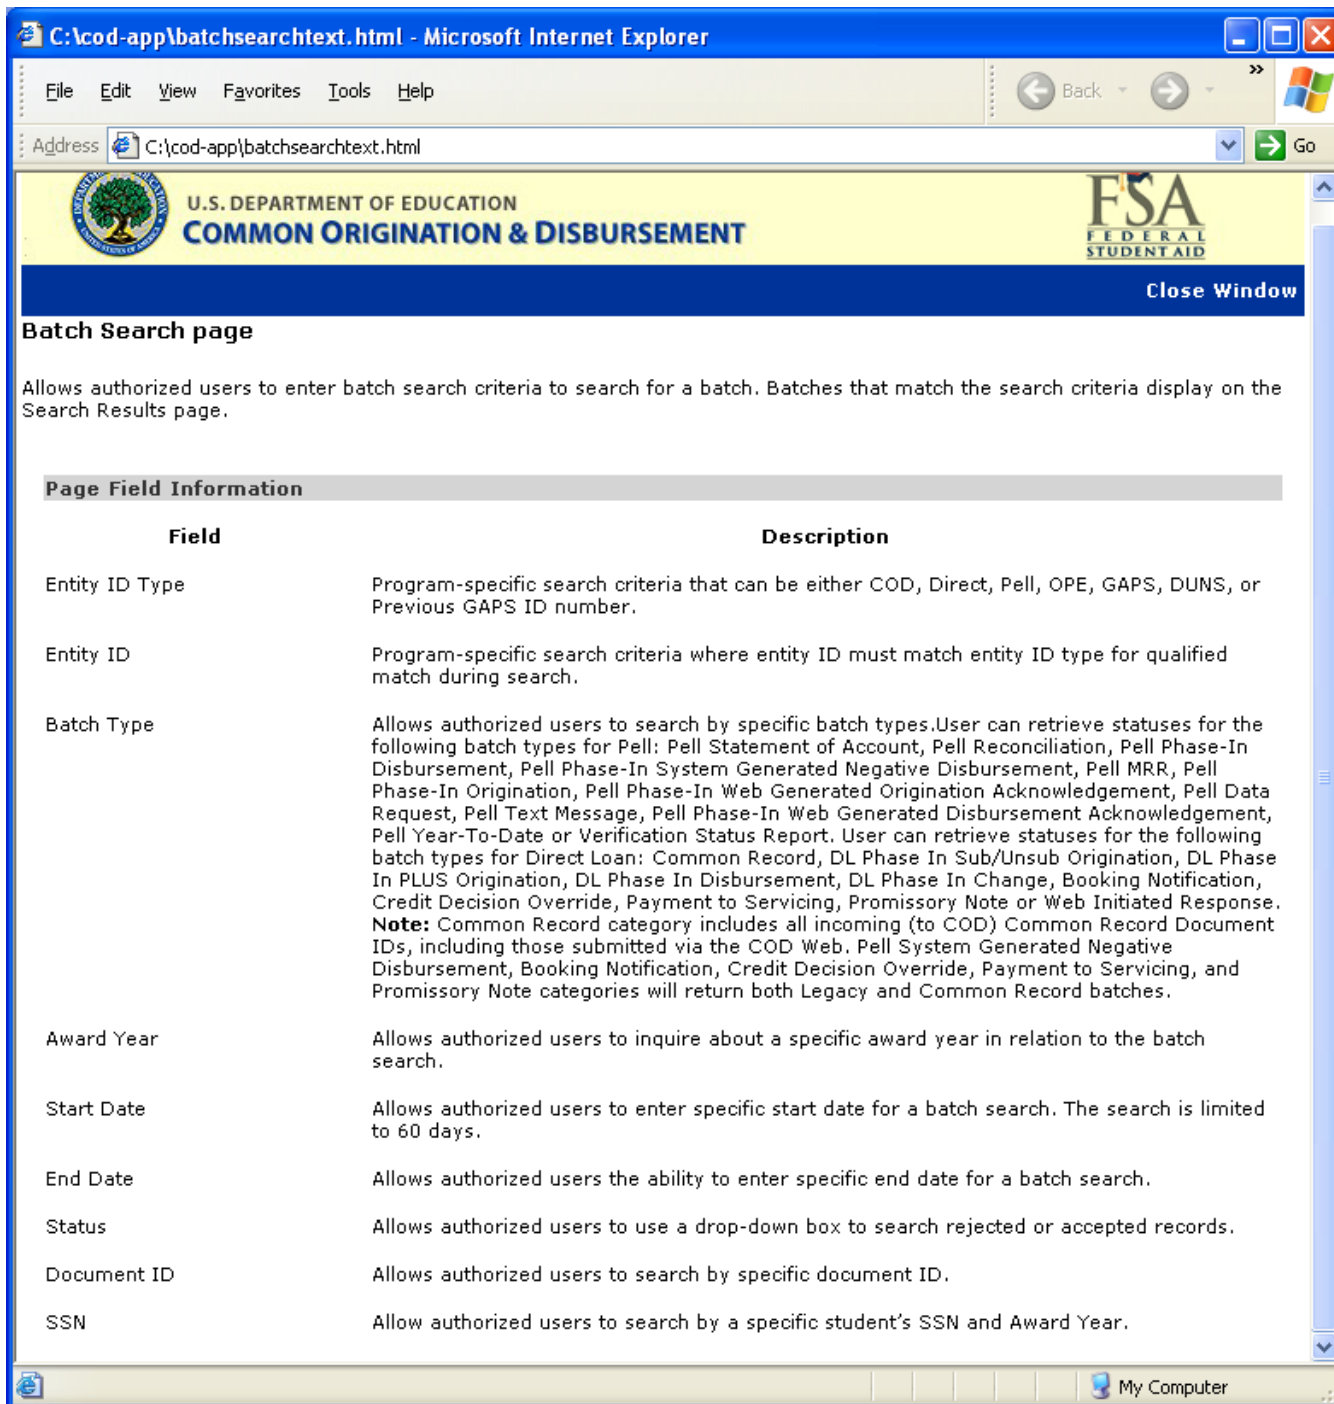 C:\cod-app\batchsearchtext.html - Microsoft Internet Explorer
File Edit View Favorites Tools Help
Back
»
Address C:\cod-app\batchsearchtext.html
Go
U.S. DEPARTMENT OF EDUCATION
COMMON ORIGINATION & DISBURSEMENT
FSA
FEDERAL
STUDENT AID
Close Window
Batch Search page
Allows authorized users to enter batch search criteria to search for a batch. Batches that match the search criteria display on the
Search Results page.
Page Field Information
Field Description
Entity ID Type Program-specific search criteria that can be either COD, Direct, Pell, OPE, GAPS, DUNS, or
Previous GAPS ID number.
Entity ID Program-specific search criteria where entity ID must match entity ID type for qualified
match during search.
Batch Type Allows authorized users to search by specific batch types.User can retrieve statuses for the
following batch types for Pell: Pell Statement of Account, Pell Reconciliation, Pell Phase-In
Disbursement, Pell Phase-In System Generated Negative Disbursement, Pell MRR, Pell
Phase-In Origination, Pell Phase-In Web Generated Origination Acknowledgement, Pell Data
Request, Pell Text Message, Pell Phase-In Web Generated Disbursement Acknowledgement,
Pell Year-To-Date or Verification Status Report. User can retrieve statuses for the following
batch types for Direct Loan: Common Record, DL Phase In Sub/Unsub Origination, DL Phase
In PLUS Origination, DL Phase In Disbursement, DL Phase In Change, Booking Notification,
Credit Decision Override, Payment to Servicing, Promissory Note or Web Initiated Response.
Note: Common Record category includes all incoming (to COD) Common Record Document
IDs, including those submitted via the COD Web. Pell System Generated Negative
Disbursement, Booking Notification, Credit Decision Override, Payment to Servicing, and
Promissory Note categories will return both Legacy and Common Record batches.
Award Year Allows authorized users to inquire about a specific award year in relation to the batch
search.
Start Date Allows authorized users to enter specific start date for a batch search. The search is limited
to 60 days.
End Date Allows authorized users the ability to enter specific end date for a batch search.
Status Allows authorized users to use a drop-down box to search rejected or accepted records.
Document ID Allows authorized users to search by specific document ID.
SSN Allow authorized users to search by a specific student's SSN and Award Year.
My Computer